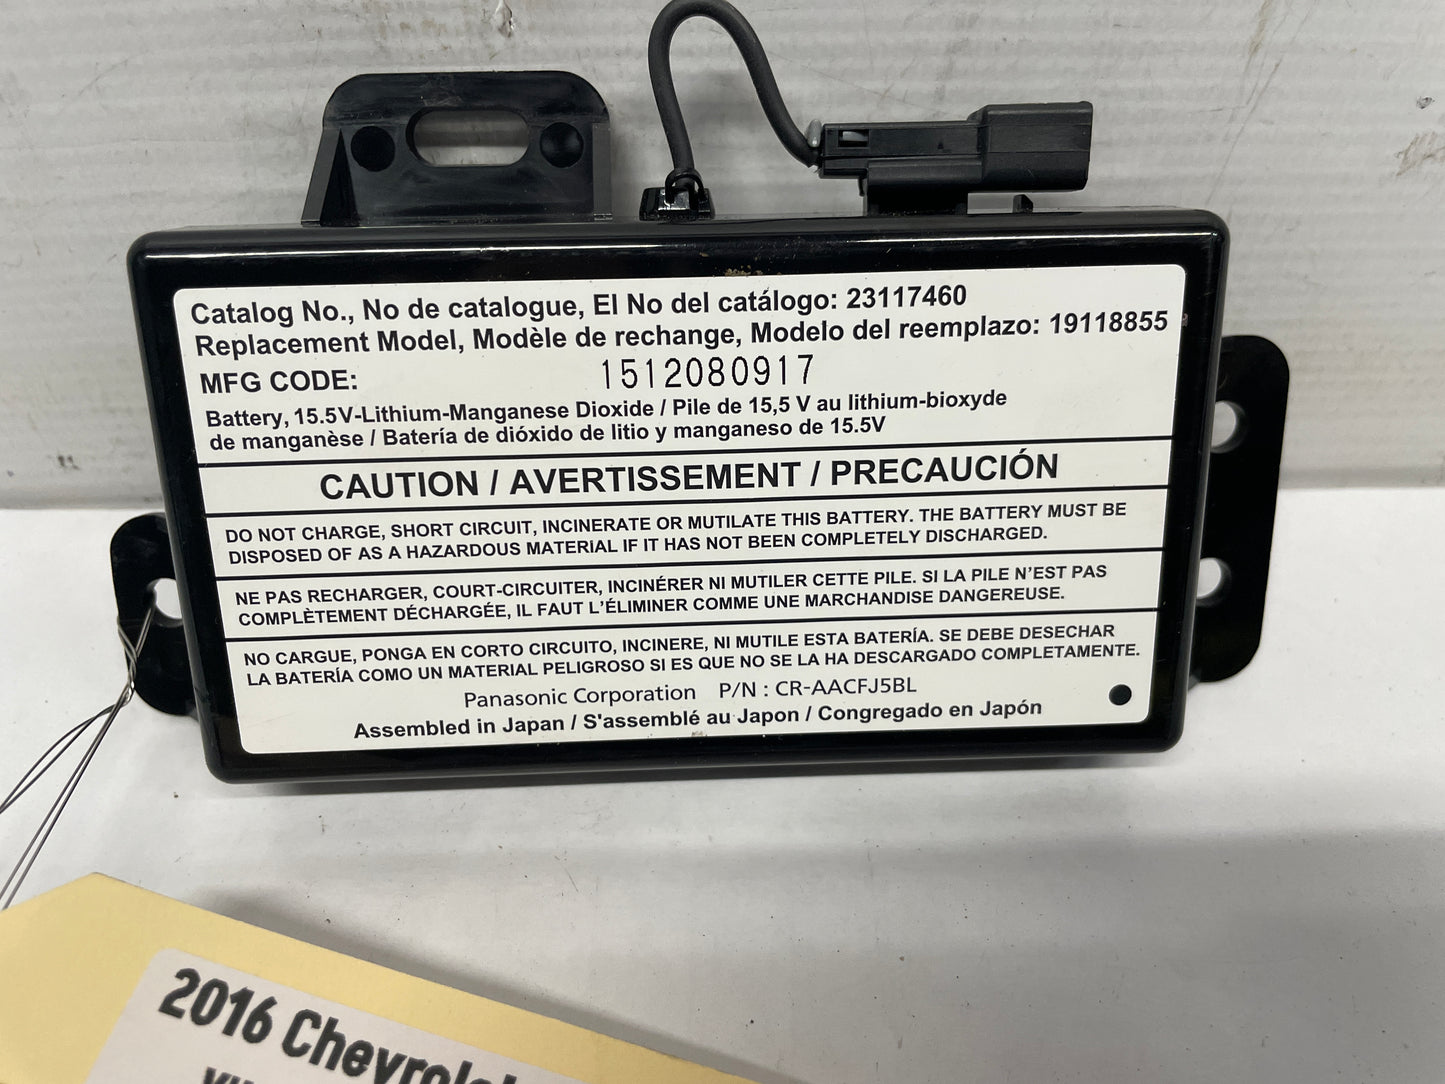 Catalog No., No de catalogue, El No del catálogo: 23117460
Replacement Model, Modèle de rechange, Modelo del reemplazo: 19118855
MFG CODE: 1512080917
Battery, 15.5V-Lithium-Manganese Dioxide / Pile de 15,5 V au lithium-bioxyde
de manganèse / Batería de dióxido de litio y manganeso de 15.5V
CAUTION / AVERTISSEMENT / PRECAUCIÓN
DO NOT CHARGE, SHORT CIRCUIT, INCINERATE OR MUTILATE THIS BATTERY. THE BATTERY MUST BE
DISPOSED OF AS A HAZARDOUS MATERIAL IF IT HAS NOT BEEN COMPLETELY DISCHARGED.
NE PAS RECHARGER, COURT-CIRCUITER, INCINÉRER NI MUTILER CETTE PILE. SI LA PILE N'EST PAS
COMPLÈTEMENT DÉCHARGÉE, IL FAUT L'ÉLIMINER COMME UNE MARCHANDISE DANGEREUSE.
NO CARGUE, PONGA EN CORTO CIRCUITO, INCINERE, NI MUTILE ESTA BATERÍA. SE DEBE DESECHAR
LA BATERÍA COMO UN MATERIAL PELIGROSO SI ES QUE NO SE LA HA DESCARGADO COMPLETAMENTE.
Panasonic Corporation P/N : CR-AACFJ5BL
Assembled in Japan / S'assemblé au Japon / Congregado en Japón
2016 Chevrolet